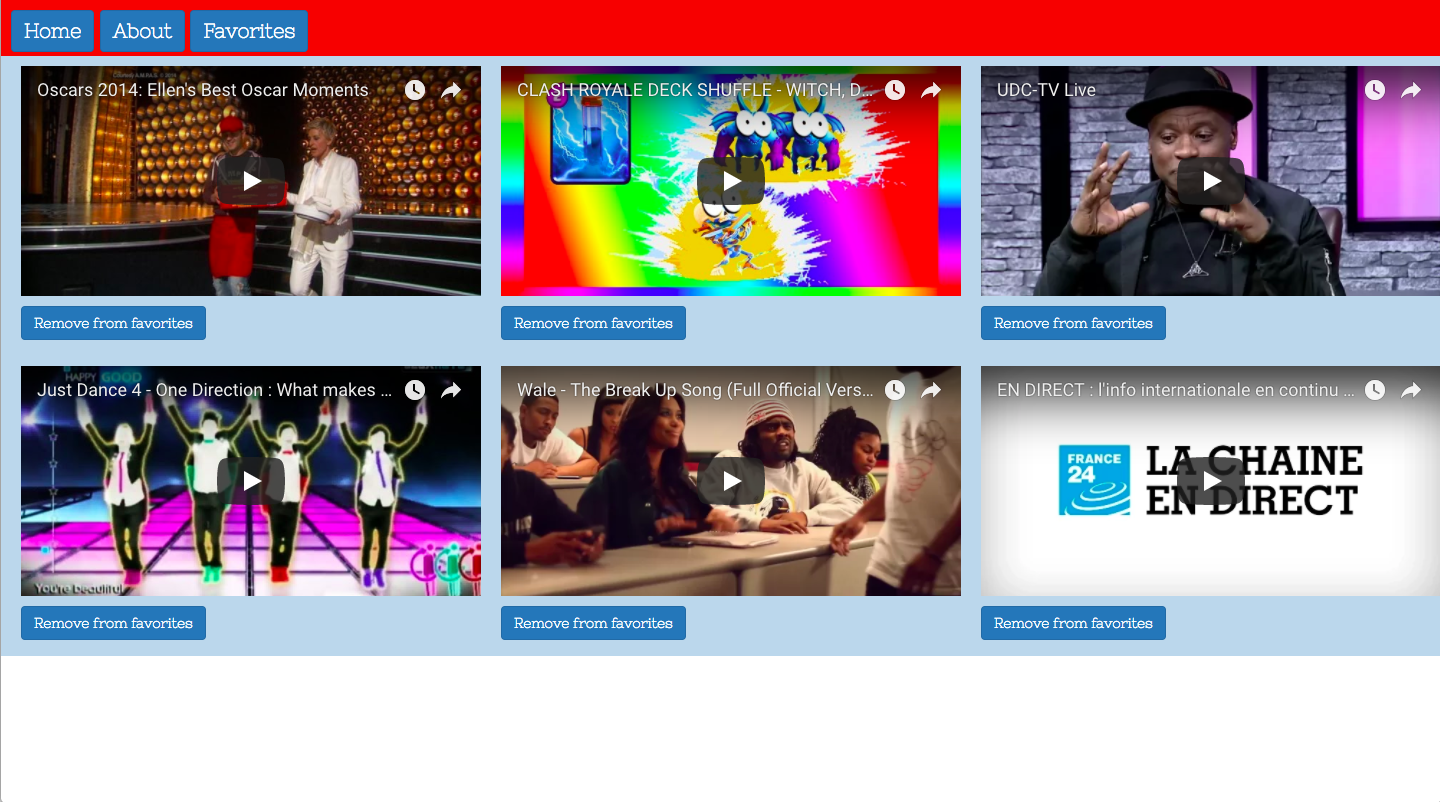 Home About Favorites
Oscars 2014: Ellen's Best Oscar Moments
CLASH ROYALE DECK SHUFFLE - WITCH, D...
UDC-TV Live
Remove from favorites
Remove from favorites
Remove from favorites
HAPPY GOOD
Just Dance 4 - One Direction : What makes ...
Wale - The Break Up Song (Full Official Vers...
EN DIRECT : l'info internationale en continu ...
FRANCE
24
LA CHAINE
EN DIRECT
You're beautiful
Remove from favorites
Remove from favorites
Remove from favorites